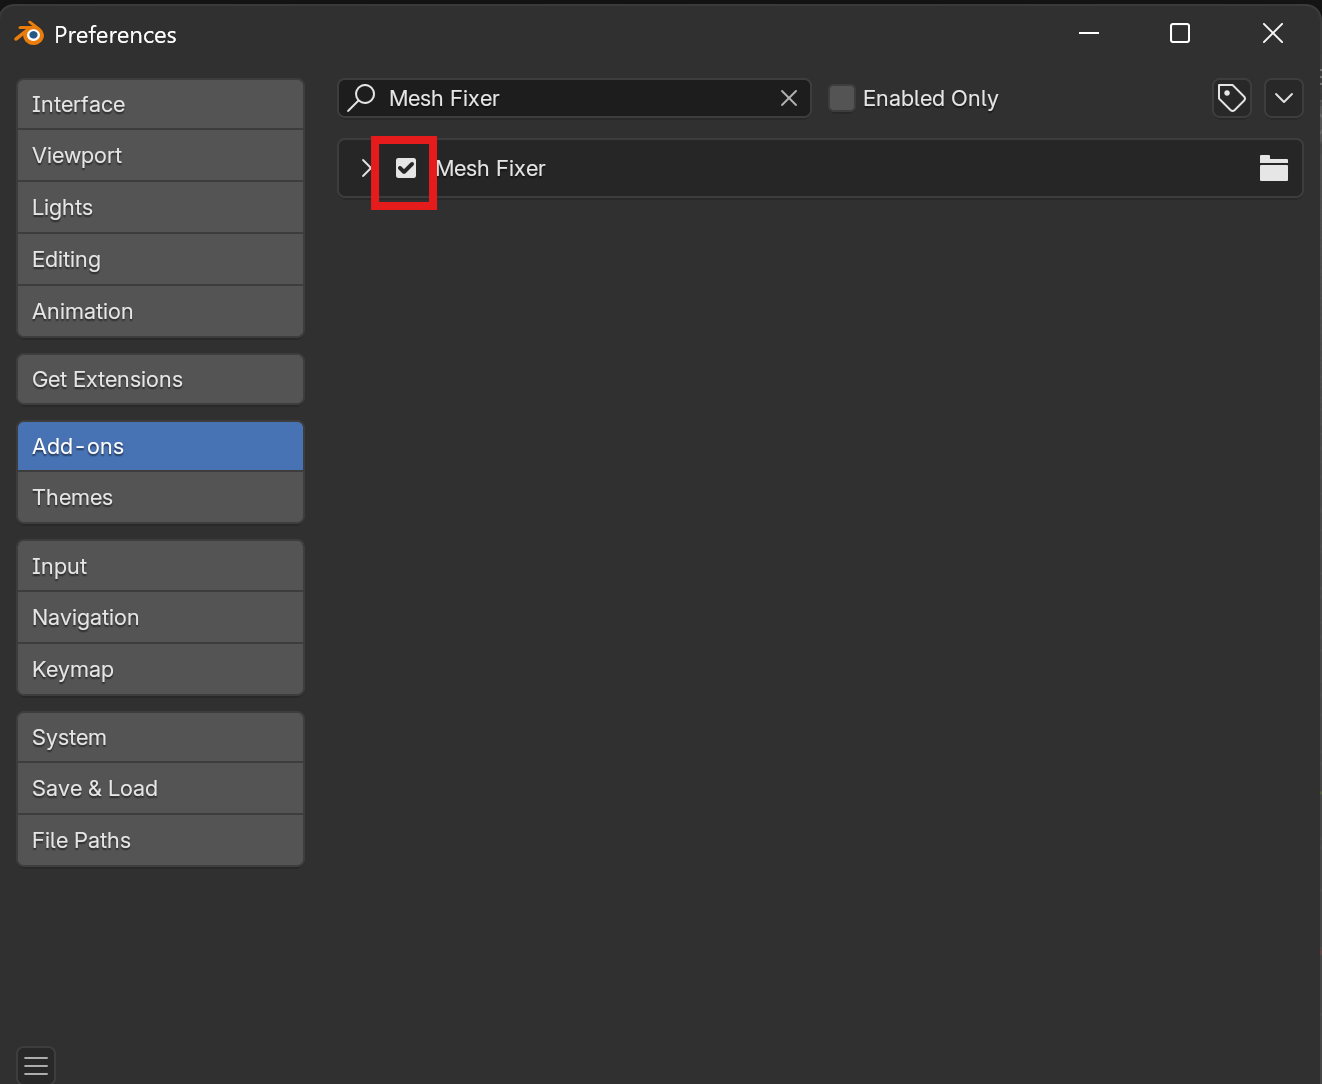 Preferences
Interface
Viewport
Lights
Editing
Animation
Get Extensions
Add-ons
Themes
Input
Navigation
Keymap
System
Save & Load
File Paths
Mesh Fixer
Enabled Only
Mesh Fixer